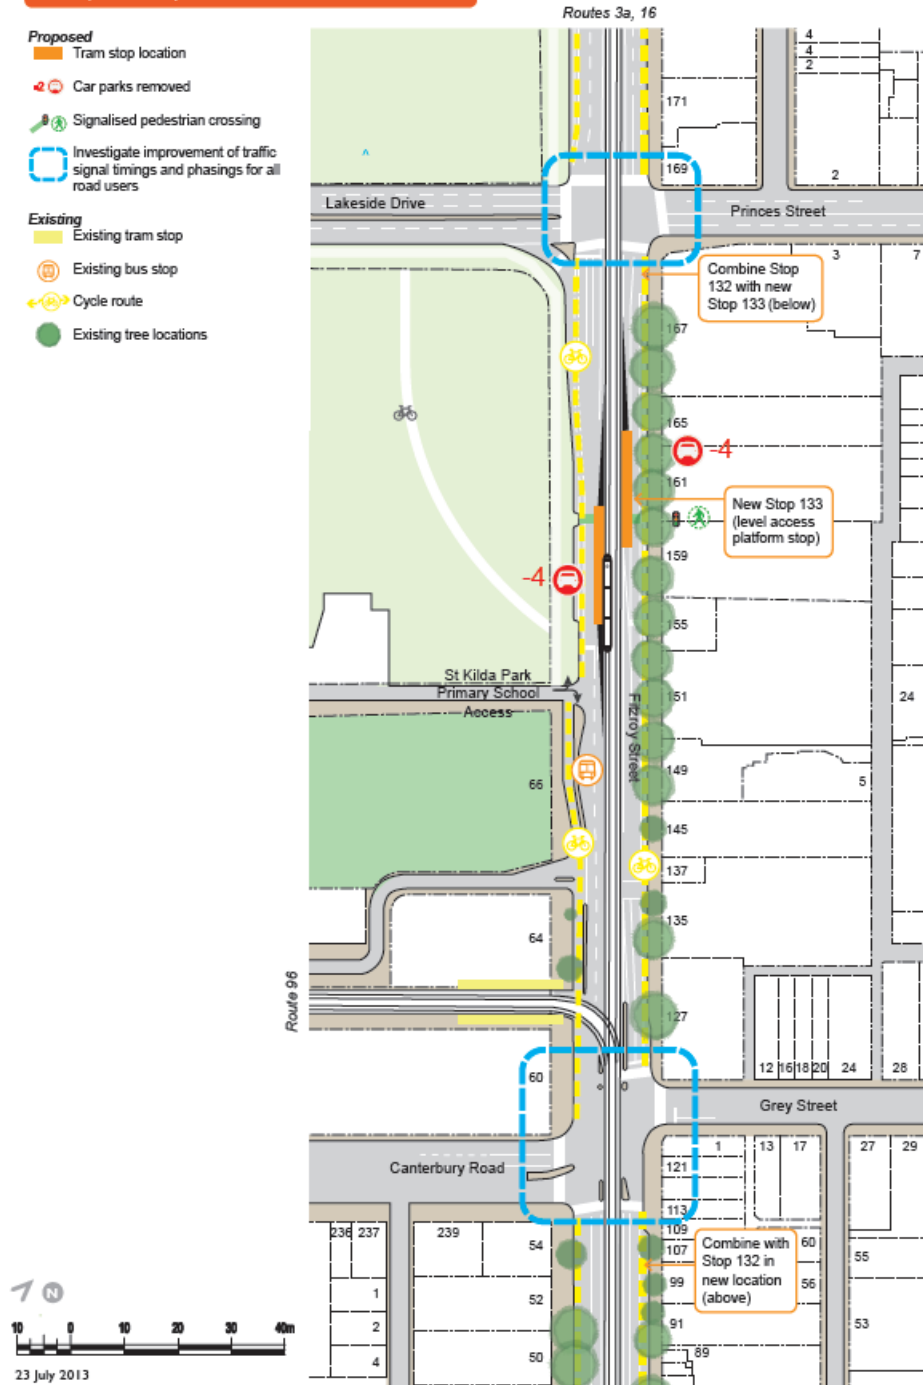 Routes 3a, 16
Proposed
Tram stop location
-2
Car parks removed
Signalised pedestrian crossing
Investigate improvement of traffic
signal timings and phasings for all
road users
Existing
Existing tram stop
Existing bus stop
Cycle route
Existing tree locations
4
4
2
171
169
2
Lakeside Drive
Princes Street
3
7
Combine Stop
132 with new
Stop 133 (below)
167
165
-4
161
New Stop 133
(level access
platform stop)
159
-4
155
St Kilda Park
Primary School
Access
151
24
Fitzroy Street
149
5
66
145
137
135
64
Route 96
127
60
12 16 18 20 24 28
Grey Street
Canterbury Road
1 13 17 27 29
121
113
109
107
99
91
89
Combine with
Stop 132 in
new location
(above)
60
56
55
53
236 237 239
54
52
50
1
2
4
N
10 0 10 20 30 40m
23 July 2013